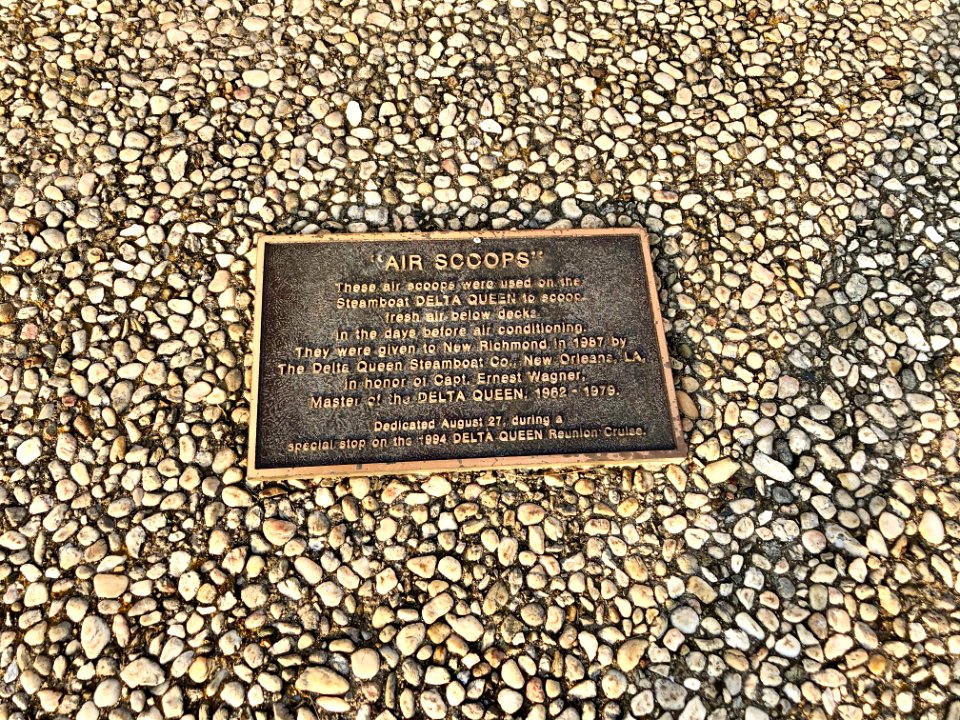 "AIR SCOOPS"
These air scoops were used on the
Steamboat DELTA QUEEN to scoop
fresh air below decks
in the days before air conditioning.
They were given to New Richmond in 1987 by
The Delta Queen Steamboat Co., New Orleans, LA.
in honor of Capt. Ernest Wagner,
Master of the DELTA QUEEN, 1962 - 1979.
Dedicated August 27, during a
special stop on the 1994 DELTA QUEEN Reunion Cruise.